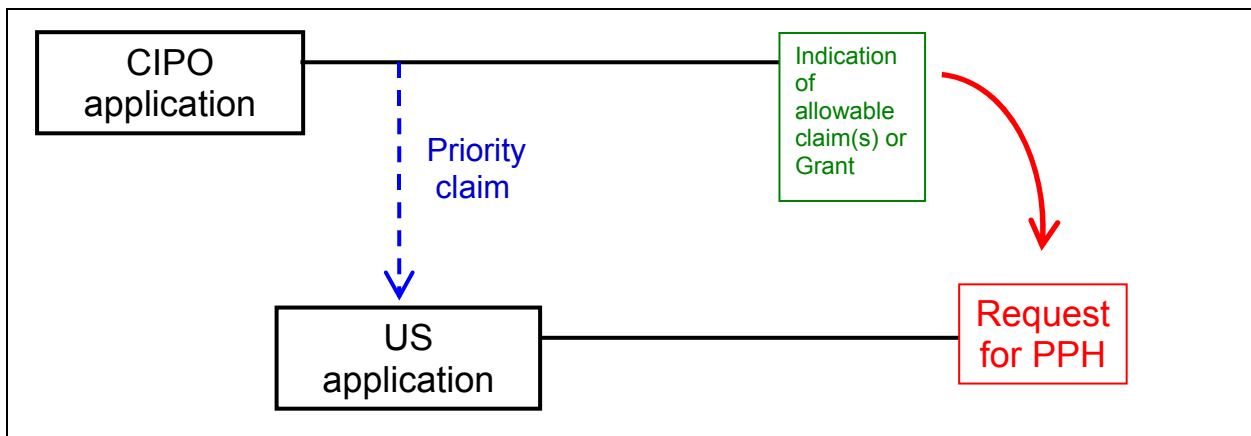 CIPO
application
Indication
of
allowable
claim(s) or
Grant
Priority
claim
US
application
Request
for PPH